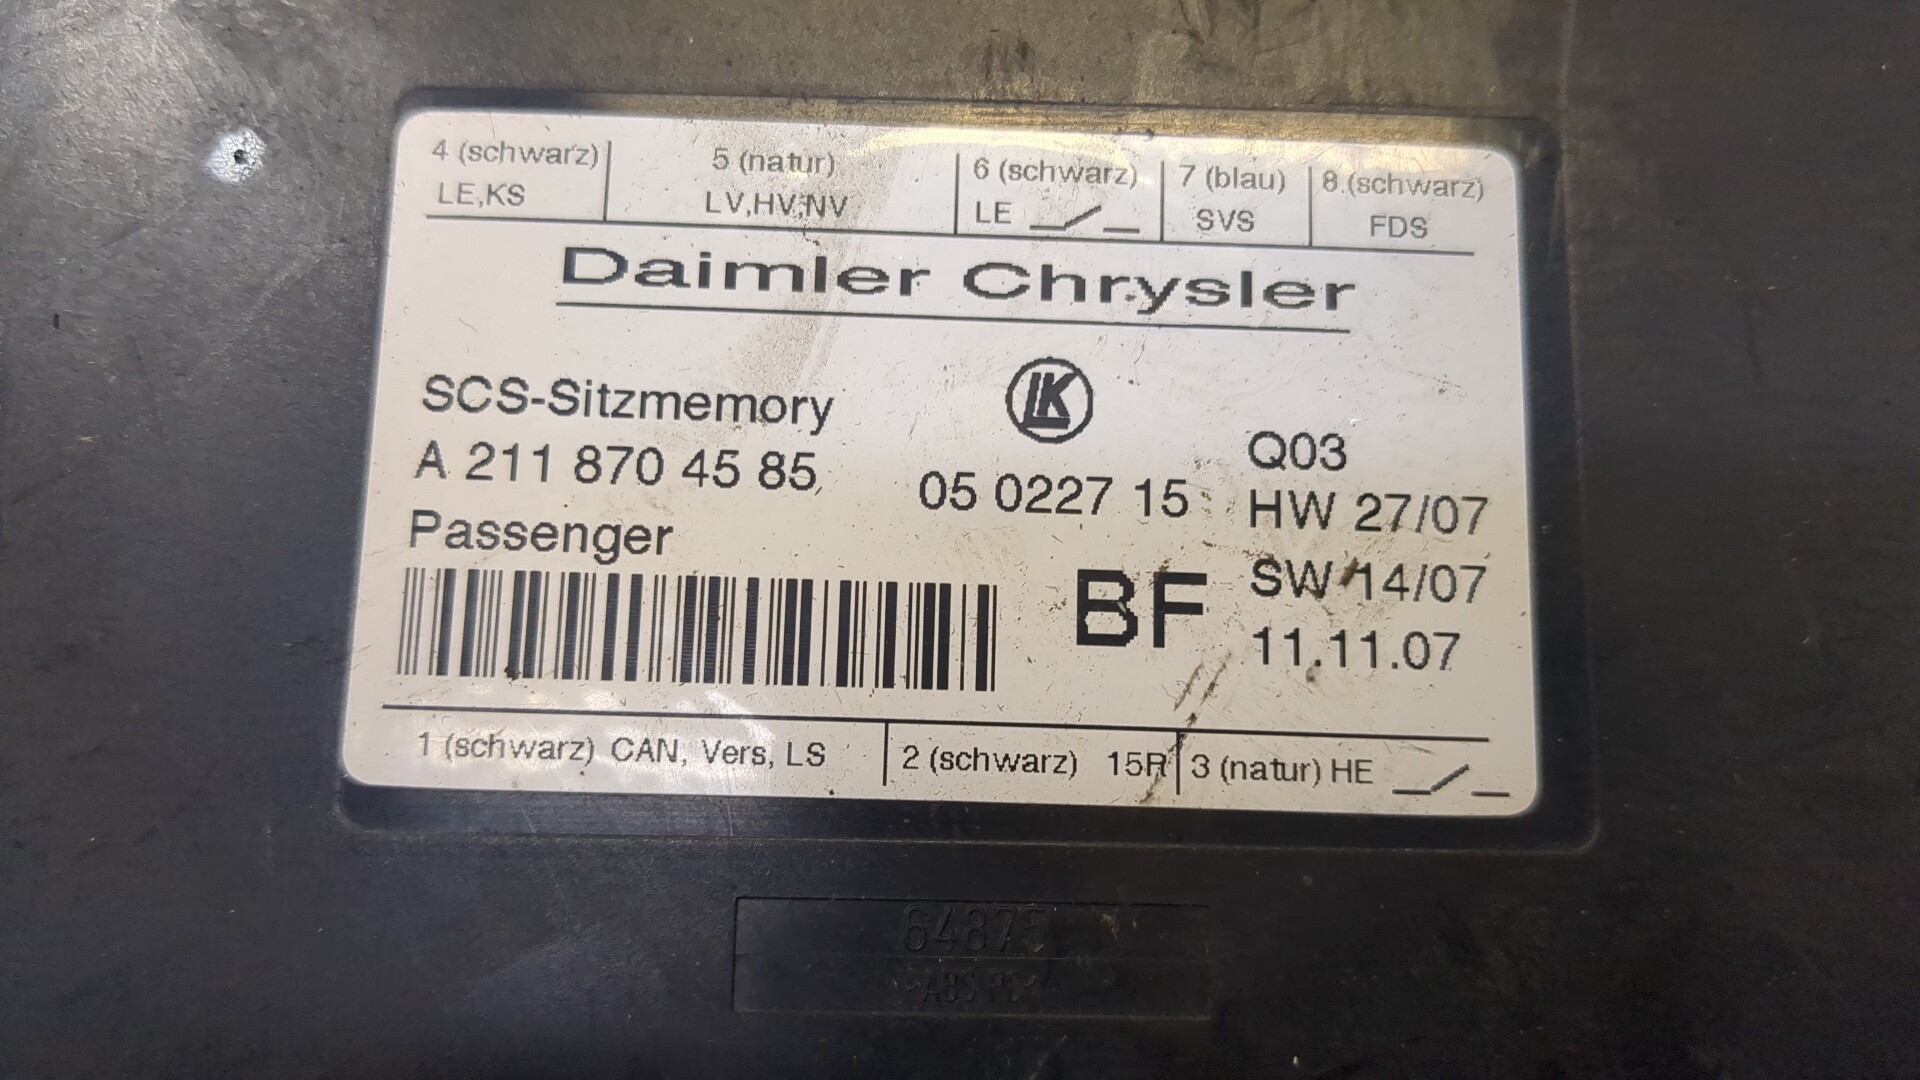 4 (schwarz) 5 (natur) 6 (schwarz) 7 (blau) 8 (schwarz)
LE,KS LV,HV,NV LE SVS FDS
Daimler Chrysler
LK
SCS-Sitzmemory
A 211 870 45 85 05 0227 15 Q03
Passenger HW 27/07
BF SW 14/07
11.11.07
1 (schwarz) CAN, Vers, LS 2 (schwarz) 15R 3 (natur) HE
64875